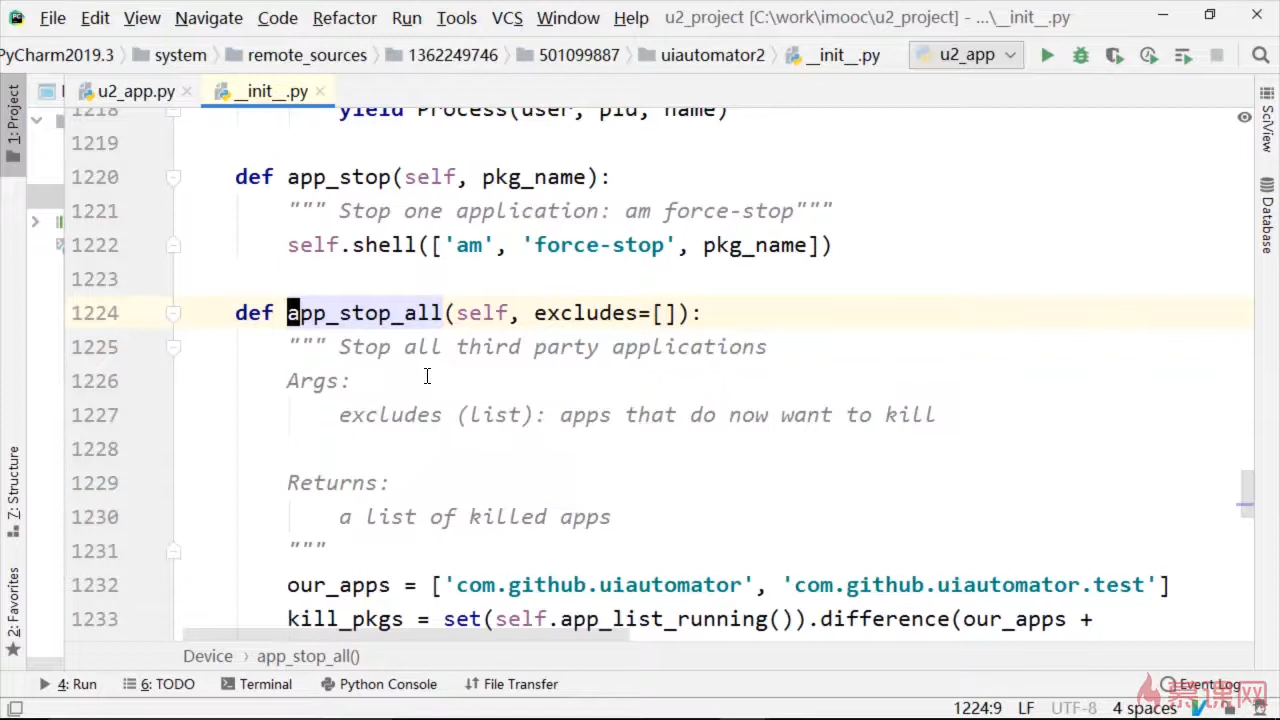 File Edit View Navigate Code Refactor Run Tools VCS Window Help u2_project [C:\work\imooc\u2_project] - ...\__init__.py
PyCharm2019.3 system remote_sources 1362249746 501099887 uiautomator2 __init__.py u2_app
1: Project
u2_app.py
__init__.py
1218 yield Process(user, pid, name)
1219
1220 def app_stop(self, pkg_name):
1221 """ Stop one application: am force-stop"""
1222 self.shell(['am', 'force-stop', pkg_name])
1223
1224 def app_stop_all(self, excludes=[]):
1225 """ Stop all third party applications
1226 Args:
1227 excludes (list): apps that do now want to kill
1228
1229 Returns:
1230 a list of killed apps
1231 """
1232 our_apps = ['com.github.uiautomator', 'com.github.uiautomator.test']
1233 kill_pkgs = set(self.app_list_running()).difference(our_apps +
Device › app_stop_all()
SciView
Database
7: Structure
2: Favorites
4: Run 6: TODO Terminal Python Console File Transfer Event Log
1224:9 LF UTF-8 4 spaces
慕课网